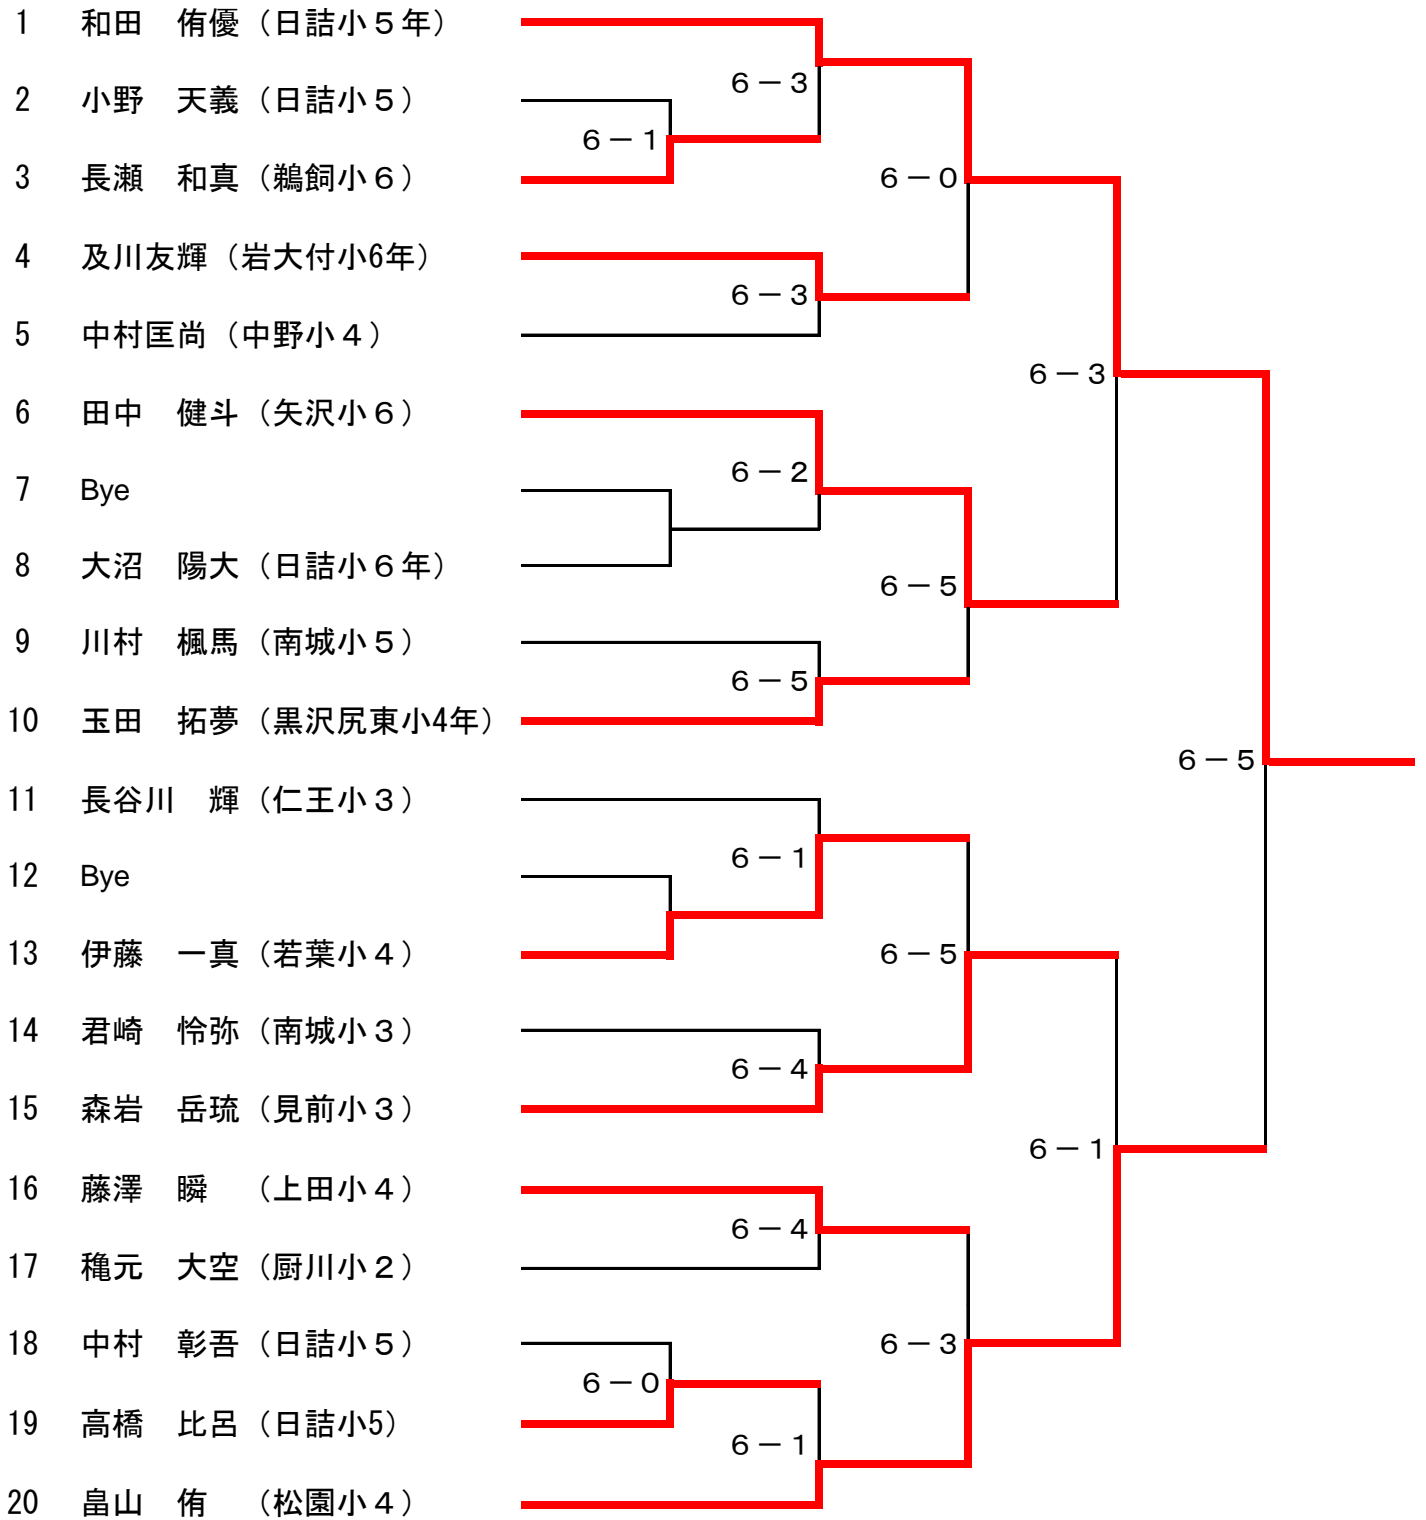 1 和田　侑優（日詰小５年）
6－3
2 小野　天義（日詰小５）
6－1
3 長瀬　和真（鵜飼小６）
6－0
4 及川友輝（岩大付小6年）
6－3
5 中村匡尚（中野小４）
6－3
6 田中　健斗（矢沢小６）
6－2
7 Bye
8 大沼　陽大（日詰小６年）
6－5
9 川村　楓馬（南城小５）
6－5
10 玉田　拓夢（黒沢尻東小4年）
6－5
11 長谷川　輝（仁王小３）
6－1
12 Bye
13 伊藤　一真（若葉小４）
6－5
14 君崎　怜弥（南城小３）
6－4
15 森岩　岳琉（見前小３）
6－1
16 藤澤　瞬　（上田小４）
6－4
17 穐元　大空（厨川小２）
18 中村　彰吾（日詰小５）
6－3
6－0
19 高橋　比呂（日詰小5）
6－1
20 畠山　侑　（松園小４）